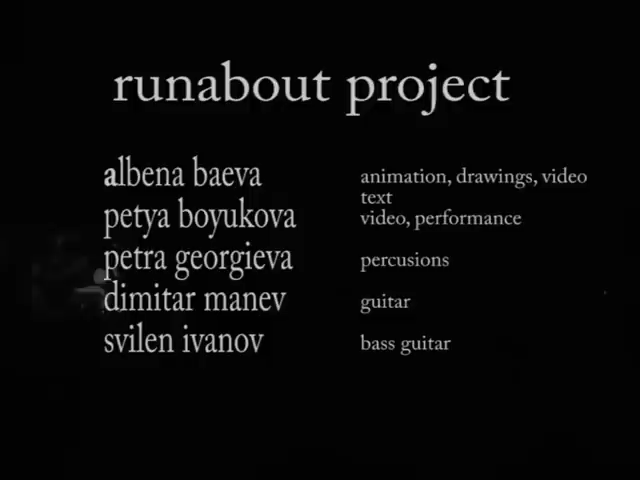 runabout project
albena baeva animation, drawings, video
text
petya boyukova video, performance
petra georgieva percusions
dimitar manev guitar
svilen ivanov bass guitar